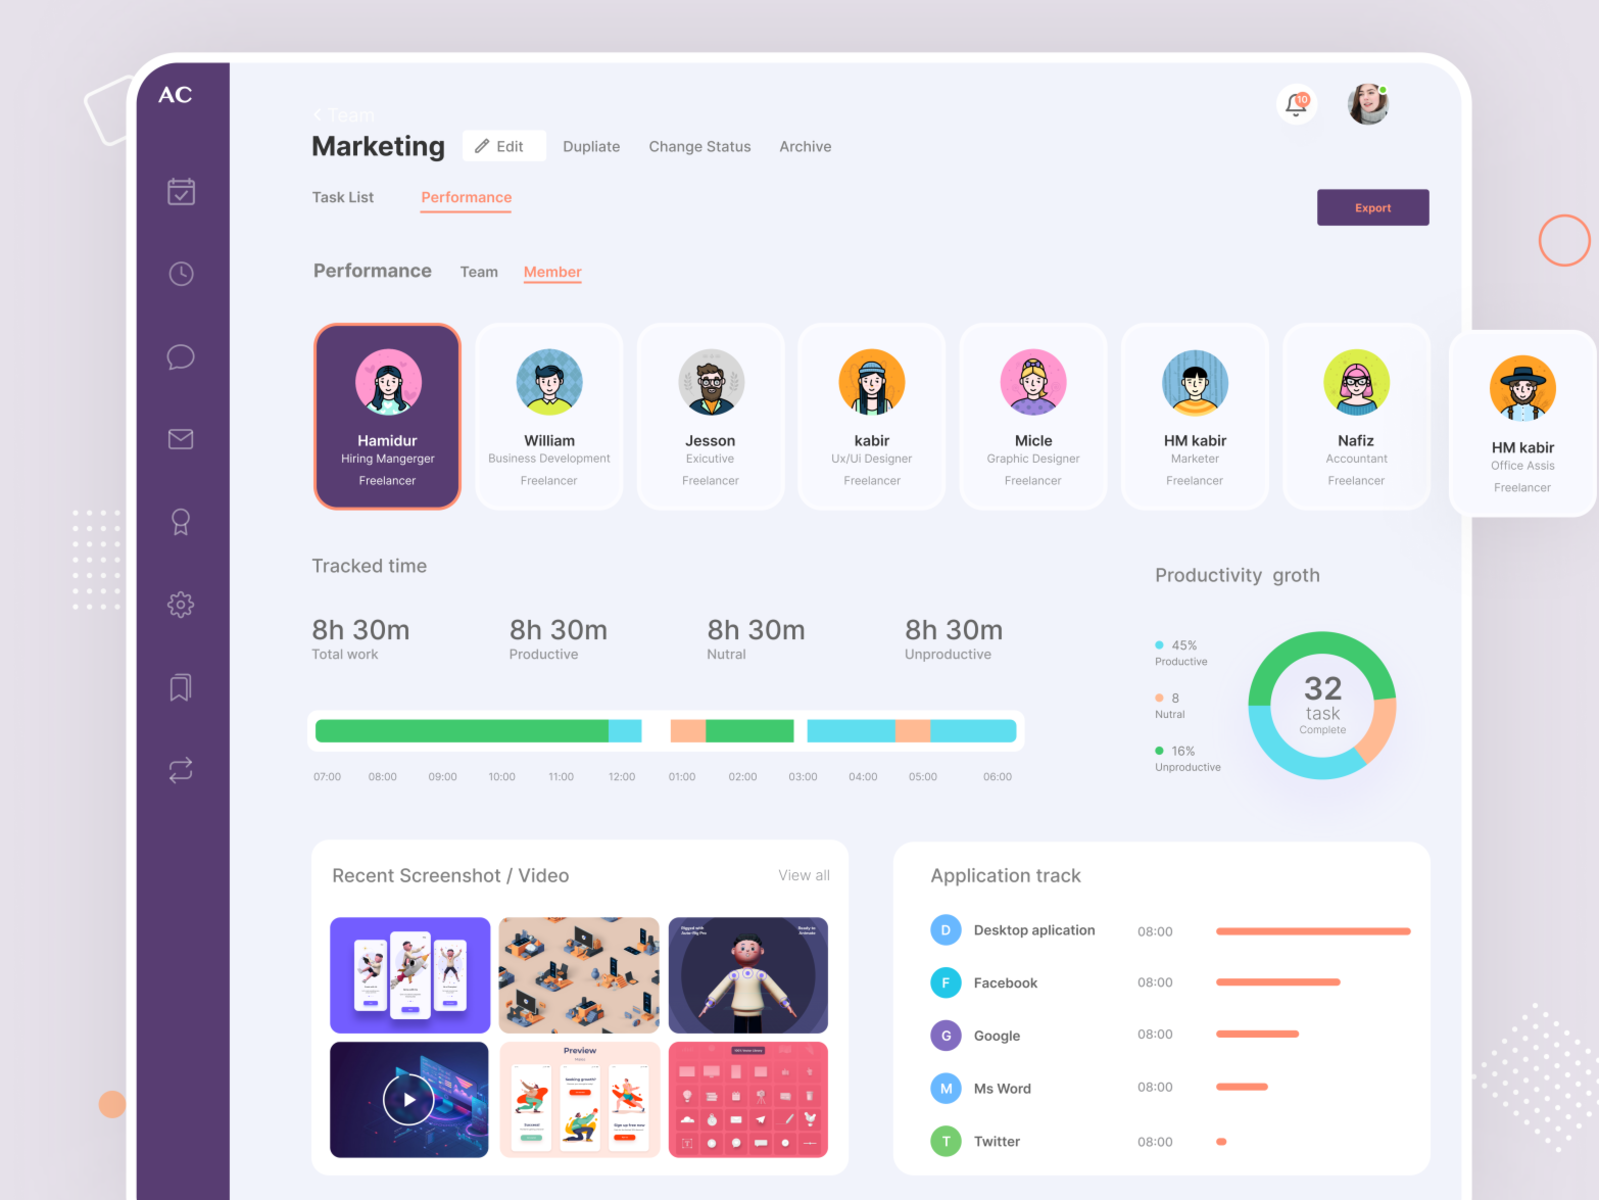 AC
Team
10
Marketing
Edit
Dupliate
Change Status
Archive
Task List
Performance
Export
Performance
Team
Member
Hamidur
Hiring Mangerger
Freelancer
William
Business Development
Freelancer
Jesson
Exicutive
Freelancer
kabir
Ux/Ui Designer
Freelancer
Micle
Graphic Designer
Freelancer
HM kabir
Marketer
Freelancer
Nafiz
Accountant
Freelancer
HM kabir
Office Assis
Freelancer
Tracked time
8h 30m
Total work
8h 30m
Productive
8h 30m
Nutral
8h 30m
Unproductive
07:00 08:00 09:00 10:00 11:00 12:00 01:00 02:00 03:00 04:00 05:00 06:00
Productivity groth
45%
Productive
8
Nutral
16%
Unproductive
32
task
Complete
Recent Screenshot / Video
View all
Preview
Application track
D Desktop aplication 08:00
F Facebook 08:00
G Google 08:00
M Ms Word 08:00
T Twitter 08:00